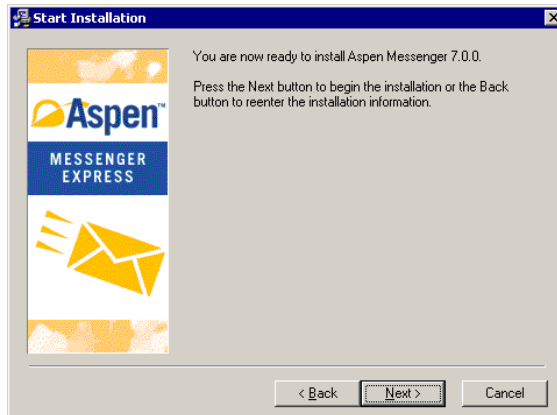 Start Installation
You are now ready to install Aspen Messenger 7.0.0.
Press the Next button to begin the installation or the Back
button to reenter the installation information.
Aspen™
MESSENGER
EXPRESS
< Back
Next >
Cancel